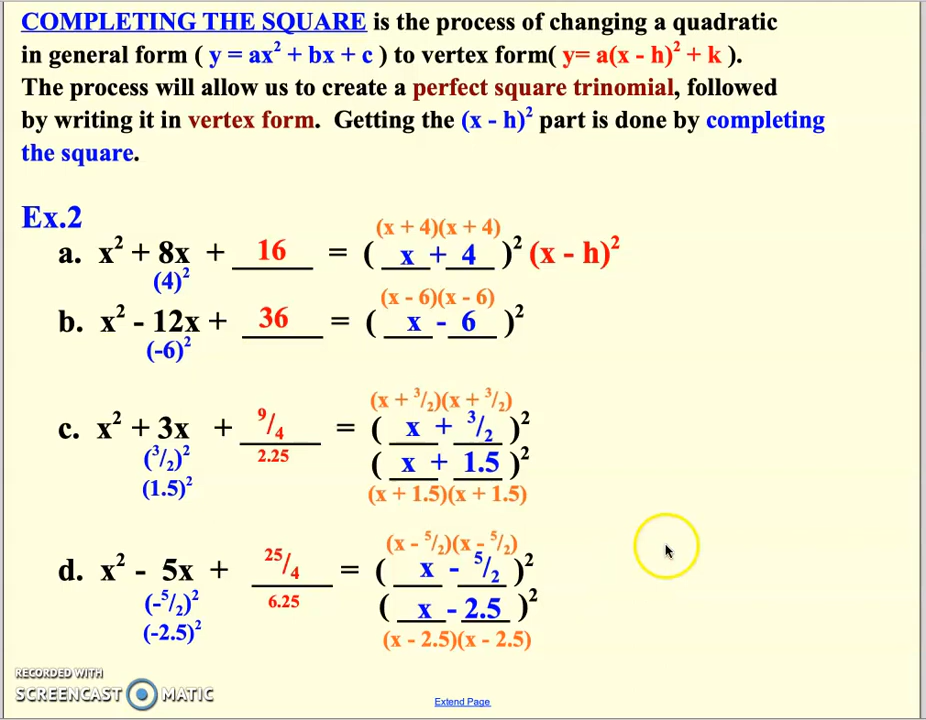 COMPLETING THE SQUARE is the process of changing a quadratic
in general form ( y = ax² + bx + c ) to vertex form( y= a(x - h)² + k ).
The process will allow us to create a perfect square trinomial, followed
by writing it in vertex form. Getting the (x - h)² part is done by completing
the square.
Ex.2
(x + 4)(x + 4)
a. x² + 8x + 16 = ( x + 4 )² (x - h)²
(4)²
(x - 6)(x - 6)
b. x² - 12x + 36 = ( x - 6 )²
(-6)²
(x + ³/₂)(x + ³/₂)
c. x² + 3x + ⁹/₄ = ( x + ³/₂ )²
(³/₂)² 2.25 ( x + 1.5 )²
(1.5)² (x + 1.5)(x + 1.5)
(x - ⁵/₂)(x - ⁵/₂)
d. x² - 5x + ²⁵/₄ = ( x - ⁵/₂ )²
(-⁵/₂)² 6.25 ( x - 2.5 )²
(-2.5)² (x - 2.5)(x - 2.5)
RECORDED WITH
SCREENCAST MATIC
Extend Page